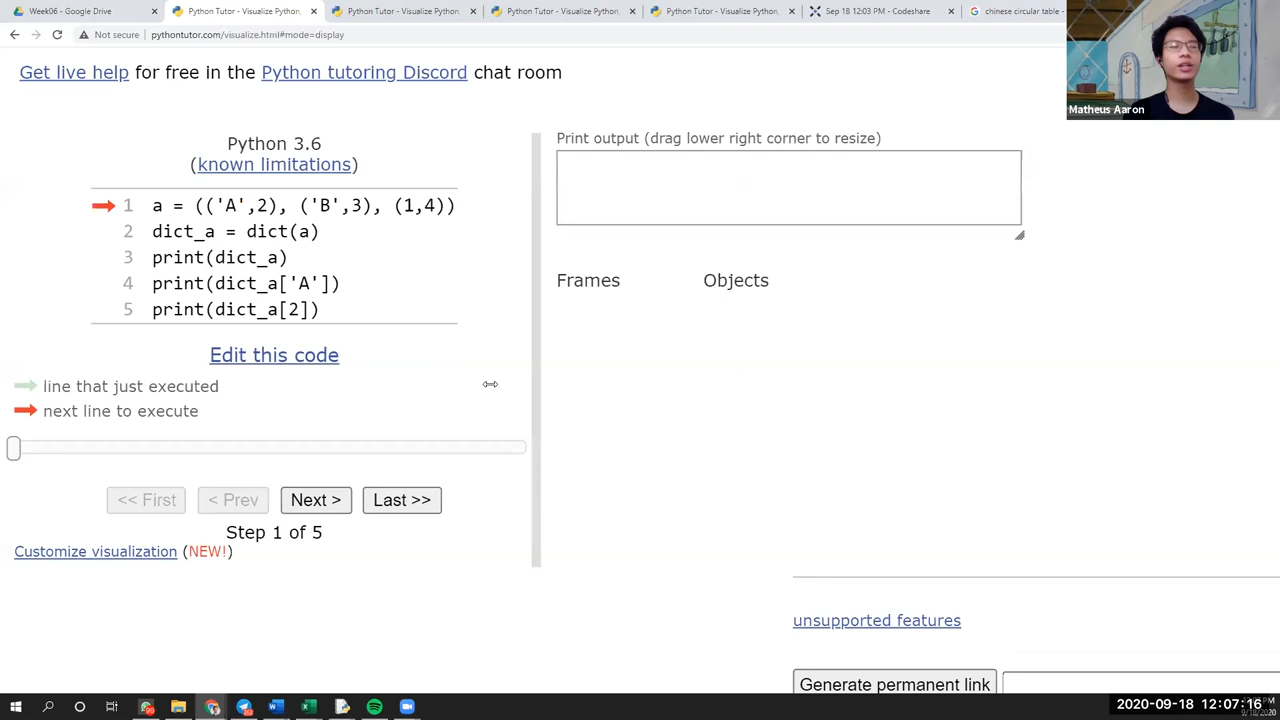 Week06 - Google Drive
Python Tutor - Visualize Python,
Python Tutor - Visualize Python,
Python Tutor - Visualize Python,
Python Tutor - Visualize Python,
Sep 18 12:03 PM - Codeshare
chinese circular table -
Not secure | pythontutor.com/visualize.html#mode=display
Matheus Aaron
Get live help for free in the Python tutoring Discord chat room
Python 3.6
(known limitations)
1 a = (('A',2), ('B',3), (1,4))
2 dict_a = dict(a)
3 print(dict_a)
4 print(dict_a['A'])
5 print(dict_a[2])
Edit this code
line that just executed
next line to execute
<< First
< Prev
Next >
Last >>
Step 1 of 5
Customize visualization (NEW!)
Print output (drag lower right corner to resize)
Frames
Objects
unsupported features
Generate permanent link
2020-09-18 12:07:16